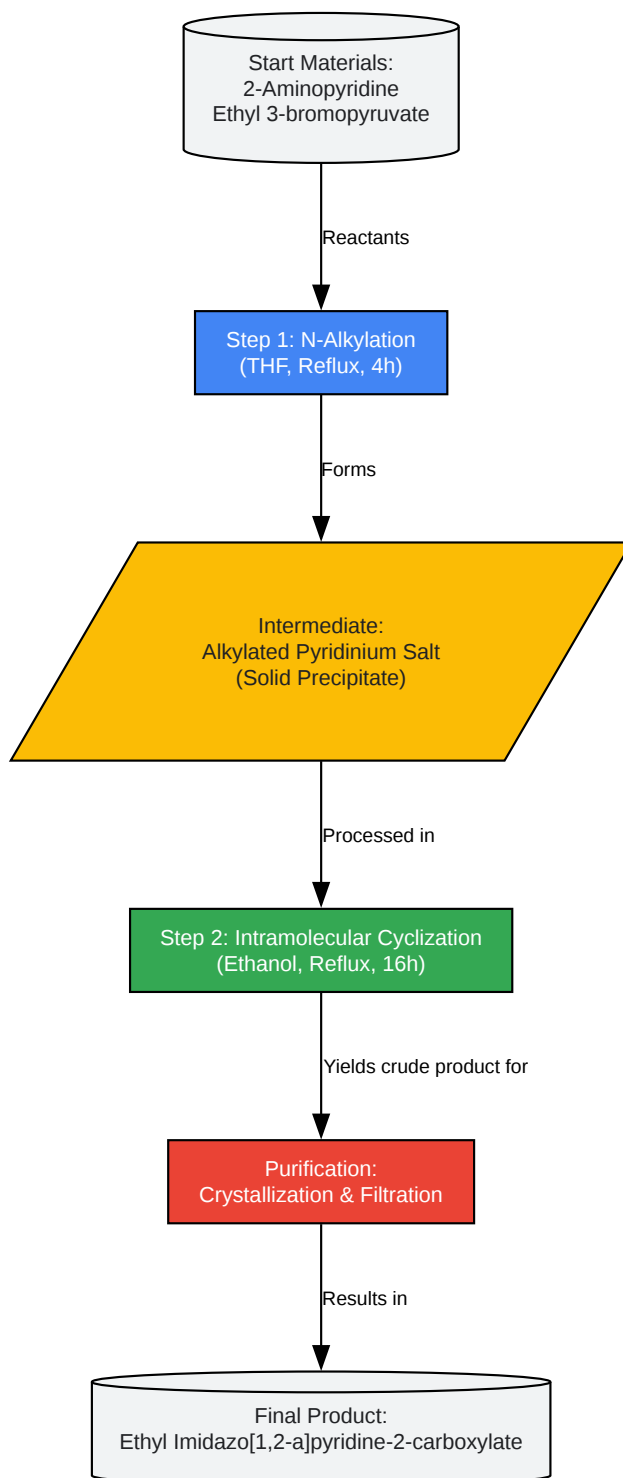 Start Materials:
2-Aminopyridine
Ethyl 3-bromopyruvate
Reactants
Step 1: N-Alkylation
(THF, Reflux, 4h)
Forms
Intermediate:
Alkylated Pyridinium Salt
(Solid Precipitate)
Processed in
Step 2: Intramolecular Cyclization
(Ethanol, Reflux, 16h)
Yields crude product for
Purification:
Crystallization & Filtration
Results in
Final Product:
Ethyl Imidazo[1,2-a]pyridine-2-carboxylate